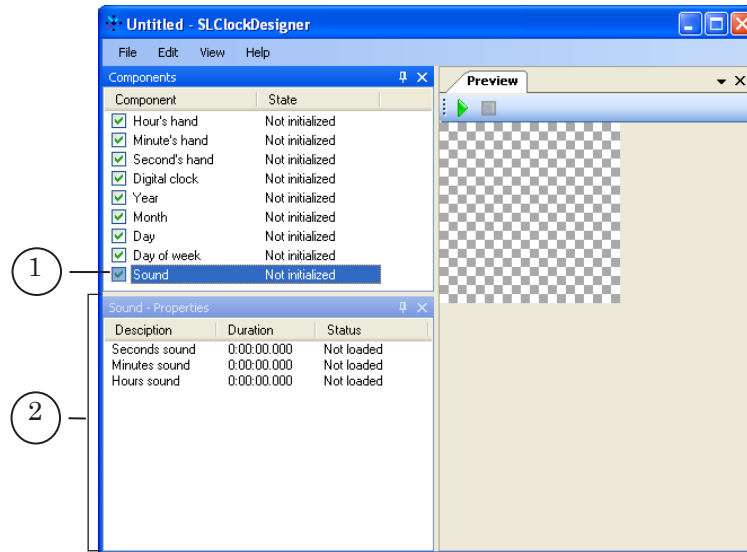 Untitled - SLClockDesigner
File Edit View Help
Components
Component State
Hour's hand Not initialized
Minute's hand Not initialized
Second's hand Not initialized
Digital clock Not initialized
Year Not initialized
Month Not initialized
Day Not initialized
Day of week Not initialized
Sound Not initialized
Sound - Properties
Desciption Duration Status
Seconds sound 0:00:00.000 Not loaded
Minutes sound 0:00:00.000 Not loaded
Hours sound 0:00:00.000 Not loaded
Preview
1
2